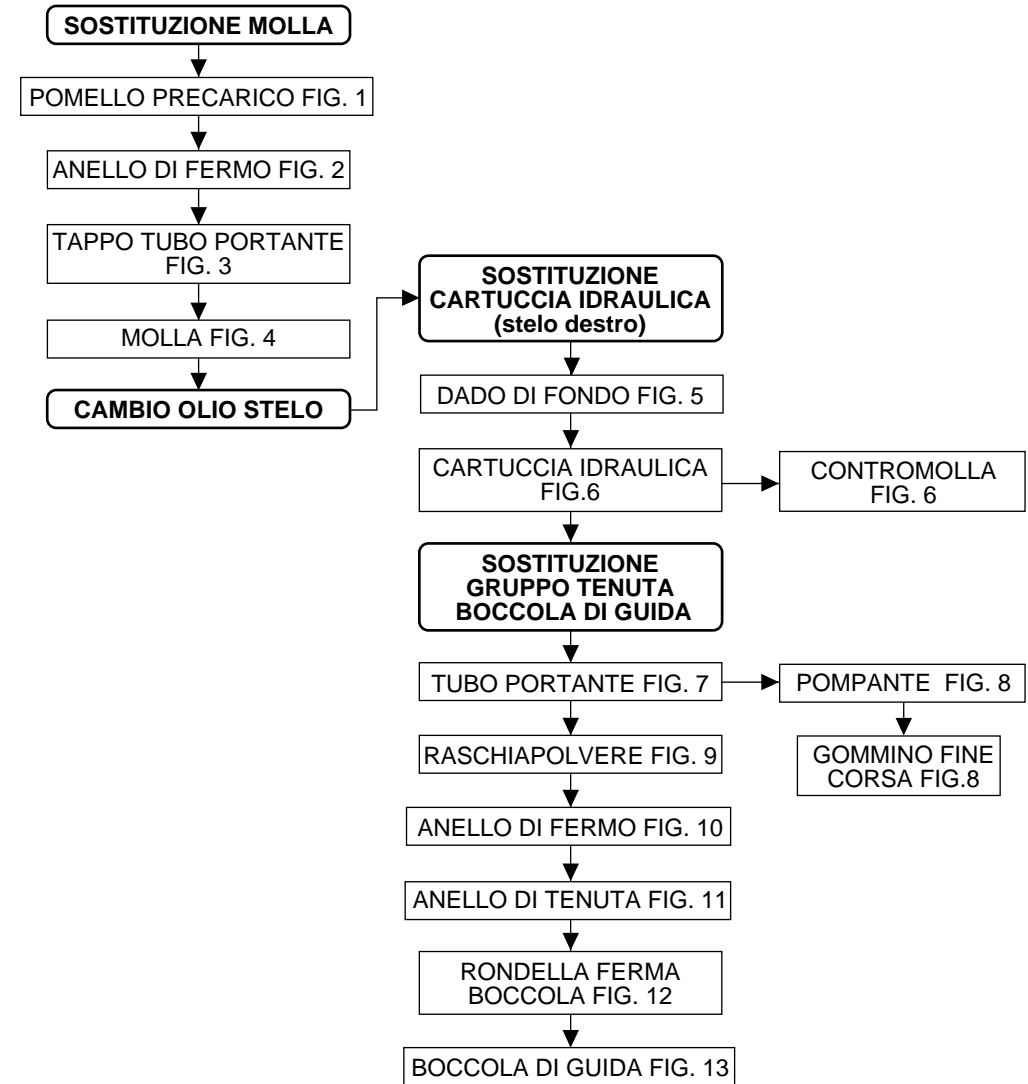 SOSTITUZIONE MOLLA
POMELLO PRECARICO FIG. 1
ANELLO DI FERMO FIG. 2
TAPPO TUBO PORTANTE
FIG. 3
MOLLA FIG. 4
CAMBIO OLIO STELO
SOSTITUZIONE
CARTUCCIA IDRAULICA
(stelo destro)
DADO DI FONDO FIG. 5
CARTUCCIA IDRAULICA
FIG.6
CONTROMOLLA
FIG. 6
SOSTITUZIONE
GRUPPO TENUTA
BOCCOLA DI GUIDA
TUBO PORTANTE FIG. 7
POMPANTE FIG. 8
GOMMINO FINE
CORSA FIG.8
RASCHIAPOLVERE FIG. 9
ANELLO DI FERMO FIG. 10
ANELLO DI TENUTA FIG. 11
RONDELLA FERMA
BOCCOLA FIG. 12
BOCCOLA DI GUIDA FIG. 13